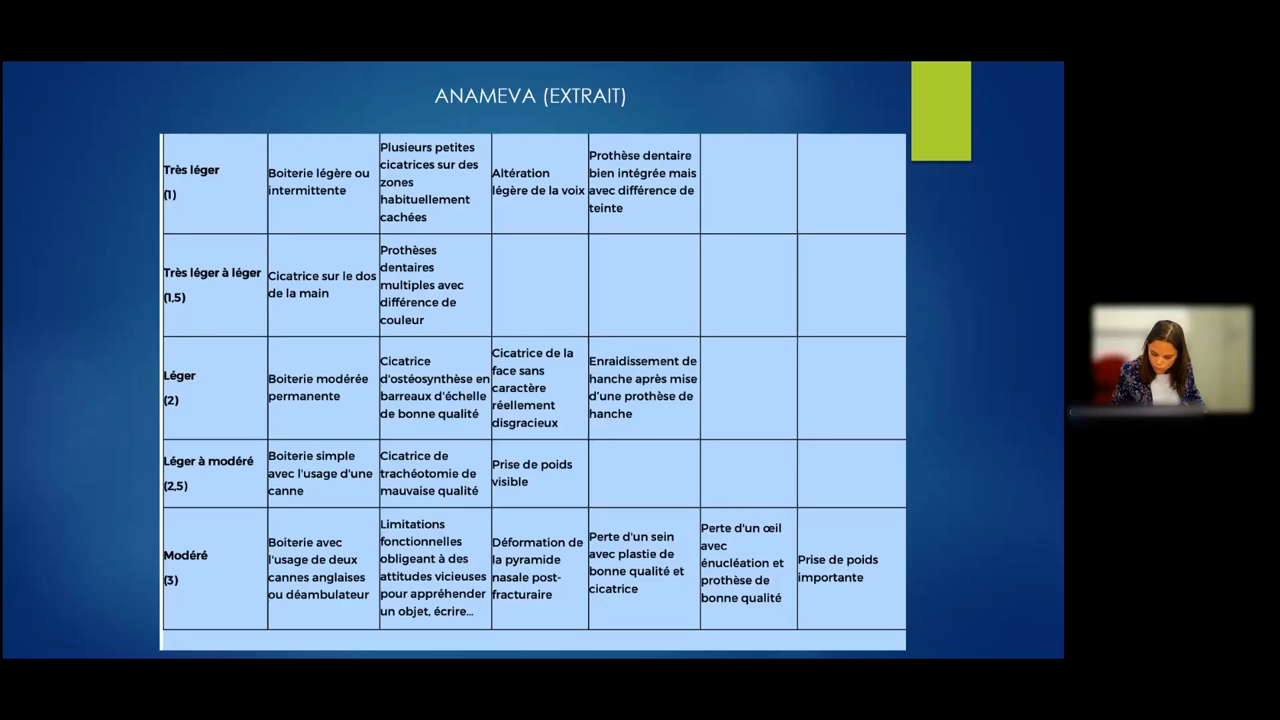 ANAMEVA (EXTRAIT)
Très léger
(1)
Boiterie légère ou
intermittente
Plusieurs petites
cicatrices sur des
zones
habituellement
cachées
Altération
légère de la voix
Prothèse dentaire
bien intégrée mais
avec différence de
teinte
Très léger à léger
(1,5)
Cicatrice sur le dos
de la main
Prothèses
dentaires
multiples avec
différence de
couleur
Léger
(2)
Boiterie modérée
permanente
Cicatrice
d'ostéosynthèse en
barreaux d'échelle
de bonne qualité
Cicatrice de la
face sans
caractère
réellement
disgracieux
Enraidissement de
hanche après mise
d'une prothèse de
hanche
Léger à modéré
(2,5)
Boiterie simple
avec l'usage d'une
canne
Cicatrice de
trachéotomie de
mauvaise qualité
Prise de poids
visible
Modéré
(3)
Boiterie avec
l'usage de deux
cannes anglaises
ou déambulateur
Limitations
fonctionnelles
obligeant à des
attitudes vicieuses
pour appréhender
un objet, écrire...
Déformation de
la pyramide
nasale post-
fracturaire
Perte d'un sein
avec plastie de
bonne qualité et
cicatrice
Perte d'un œil
avec
énucléation et
prothèse de
bonne qualité
Prise de poids
importante